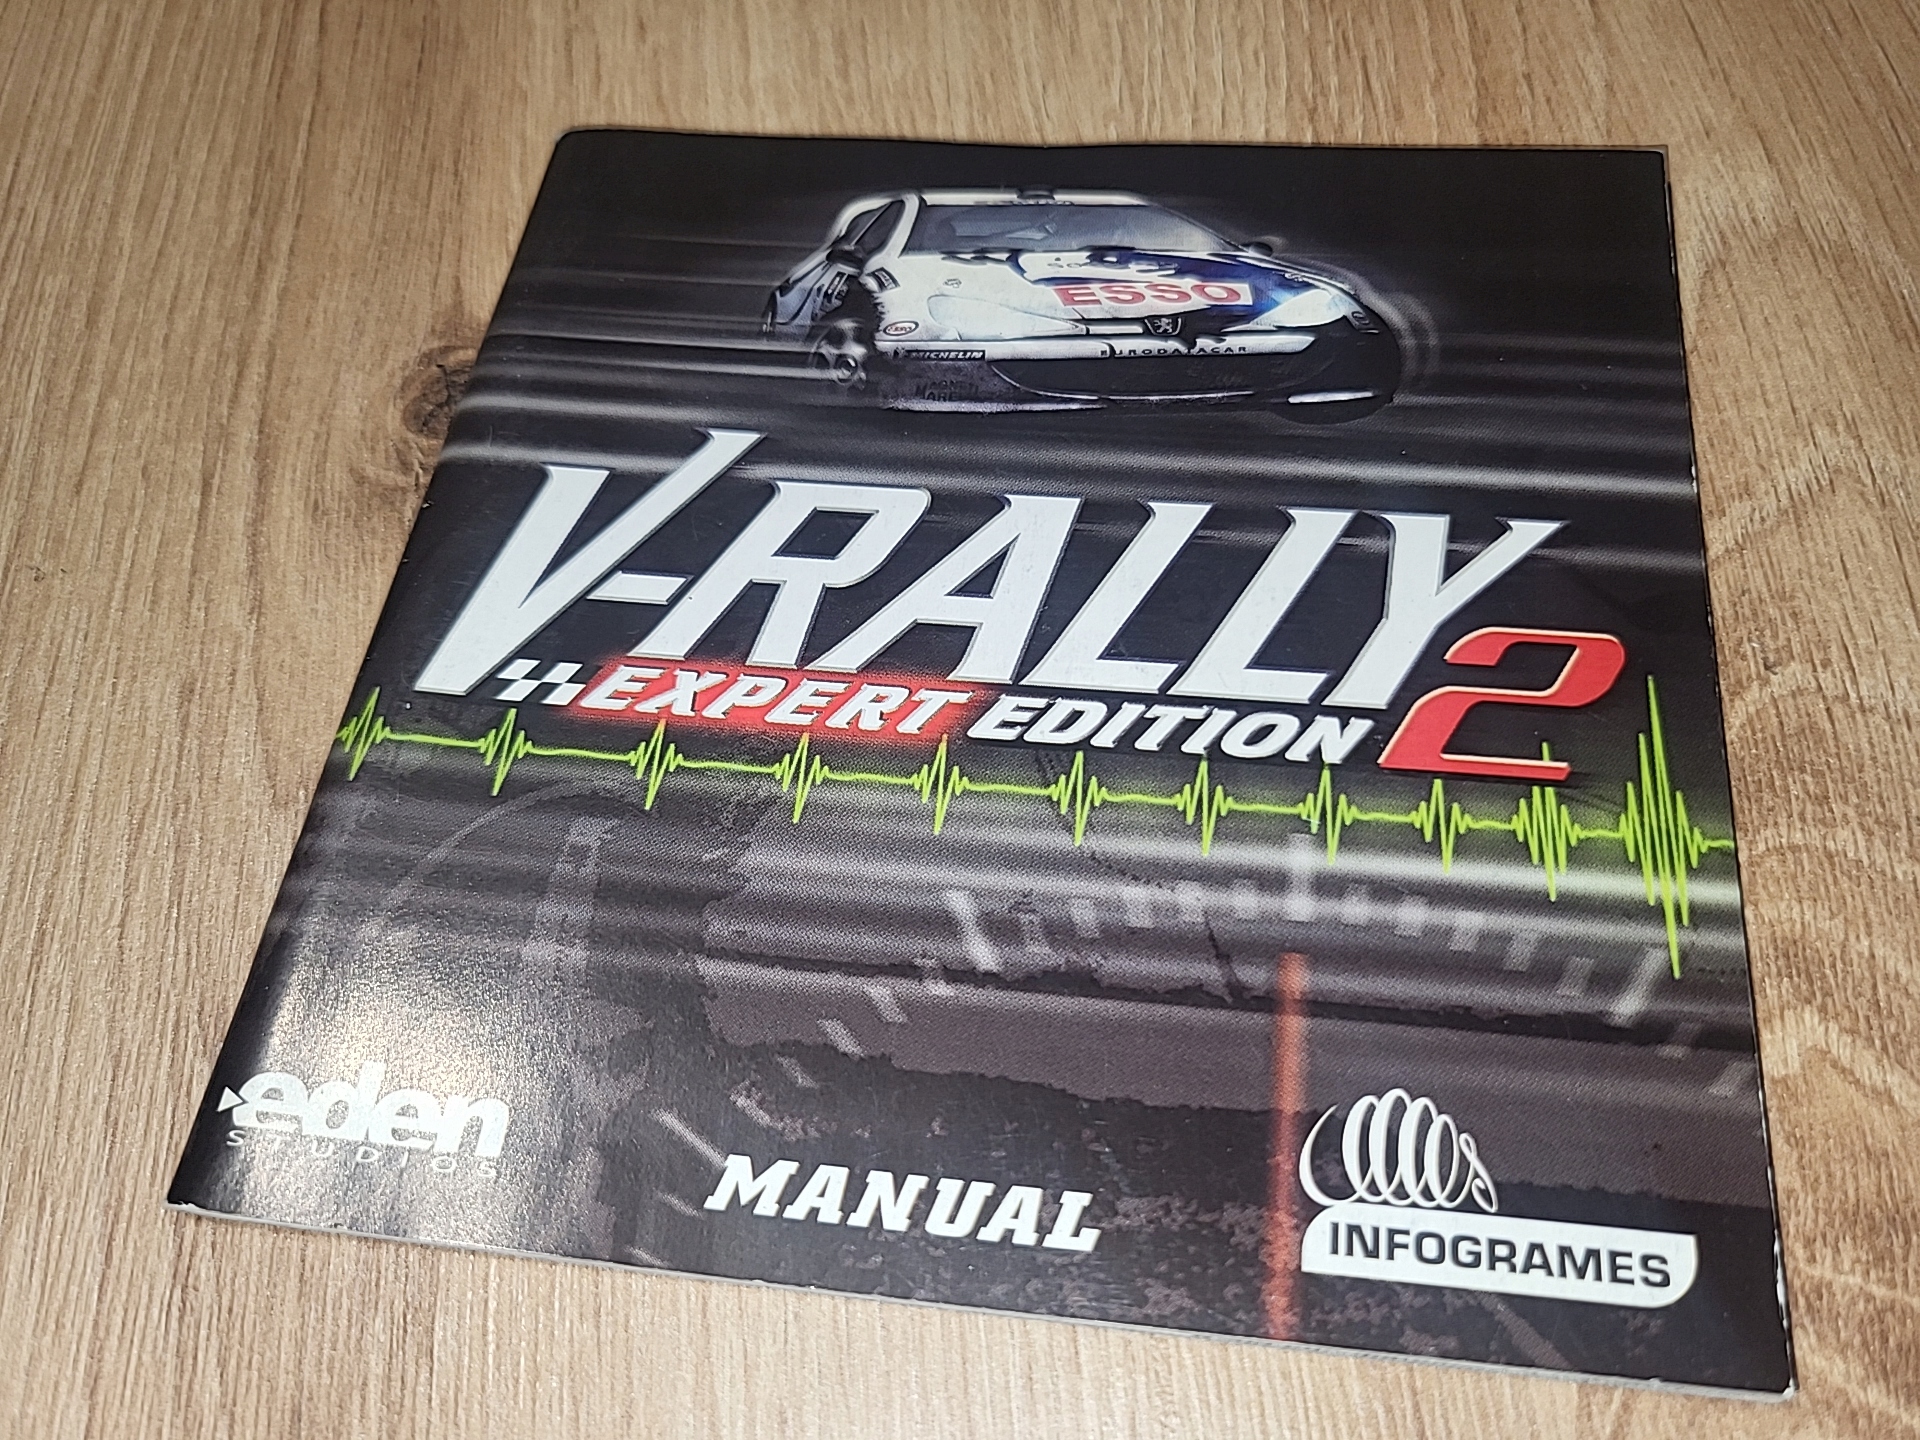 ESSO
MICHELIN
EURODATACAR
V-RALLY 2
EXPERT EDITION
eden
STUDIOS
MANUAL
INFOGRAMES